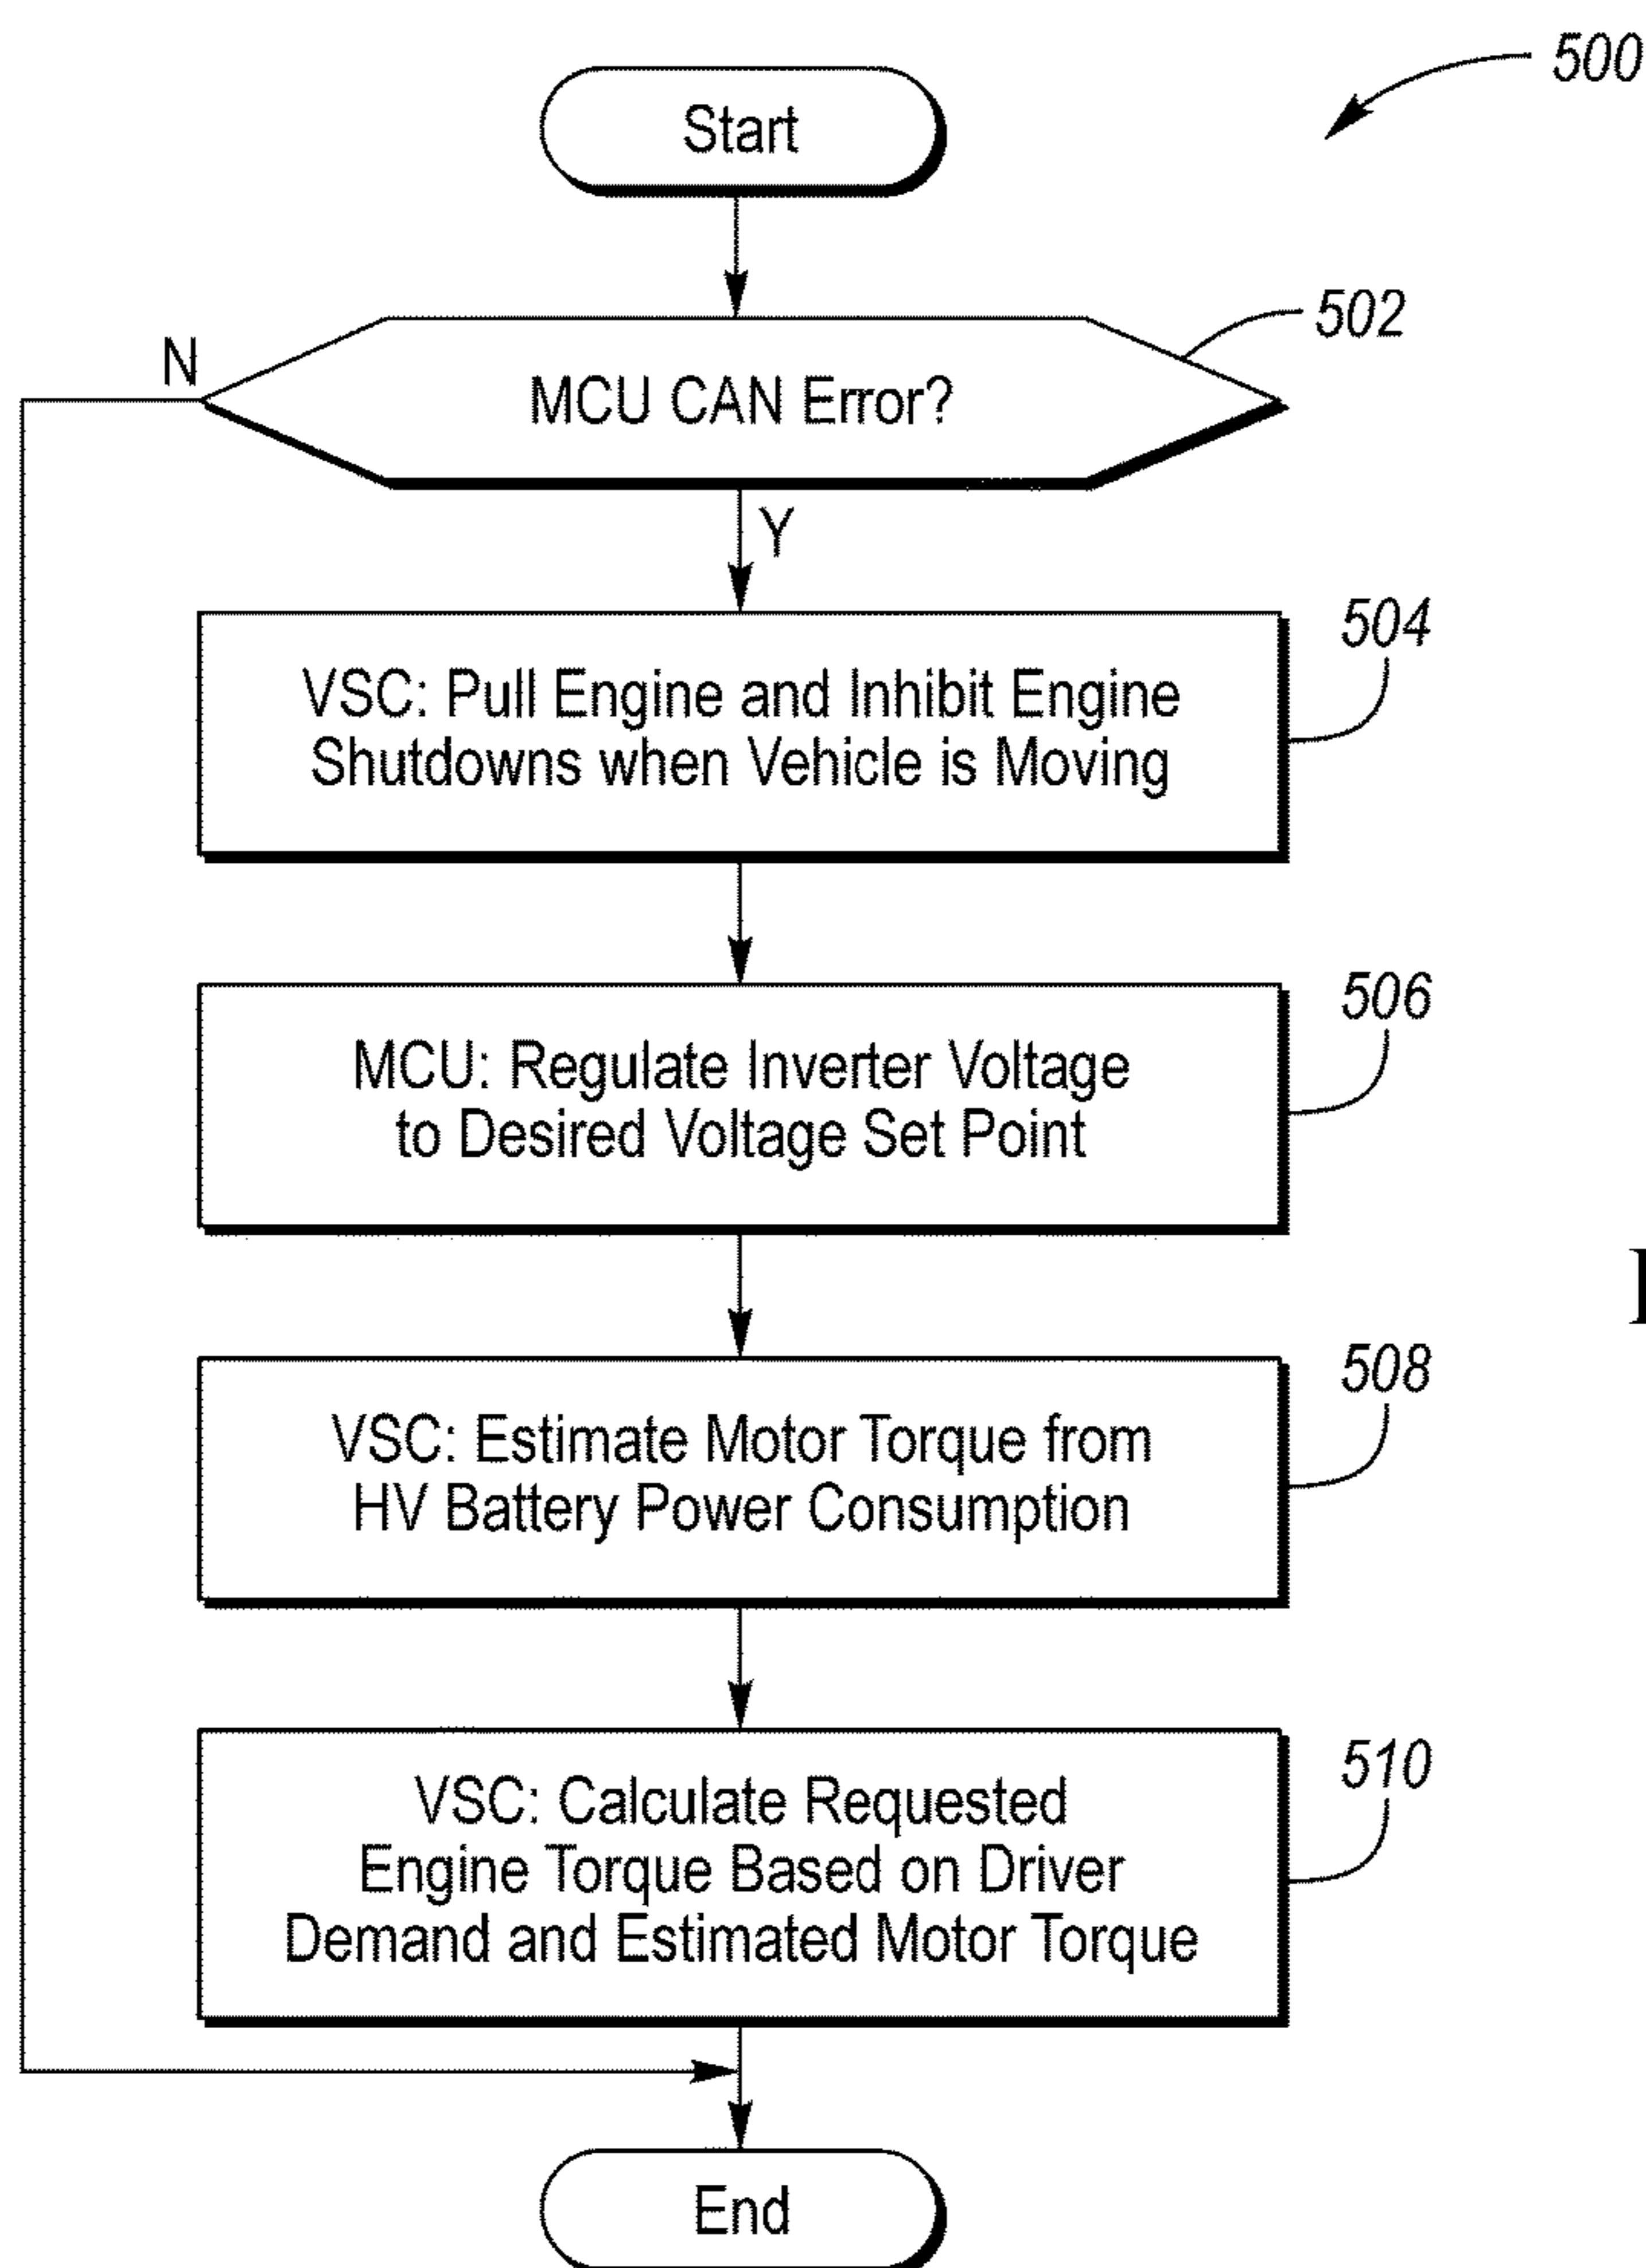 500
Start
502
N
MCU CAN Error?
Y
504
VSC: Pull Engine and Inhibit Engine
Shutdowns when Vehicle is Moving
506
MCU: Regulate Inverter Voltage
to Desired Voltage Set Point
508
VSC: Estimate Motor Torque from
HV Battery Power Consumption
510
VSC: Calculate Requested
Engine Torque Based on Driver
Demand and Estimated Motor Torque
End